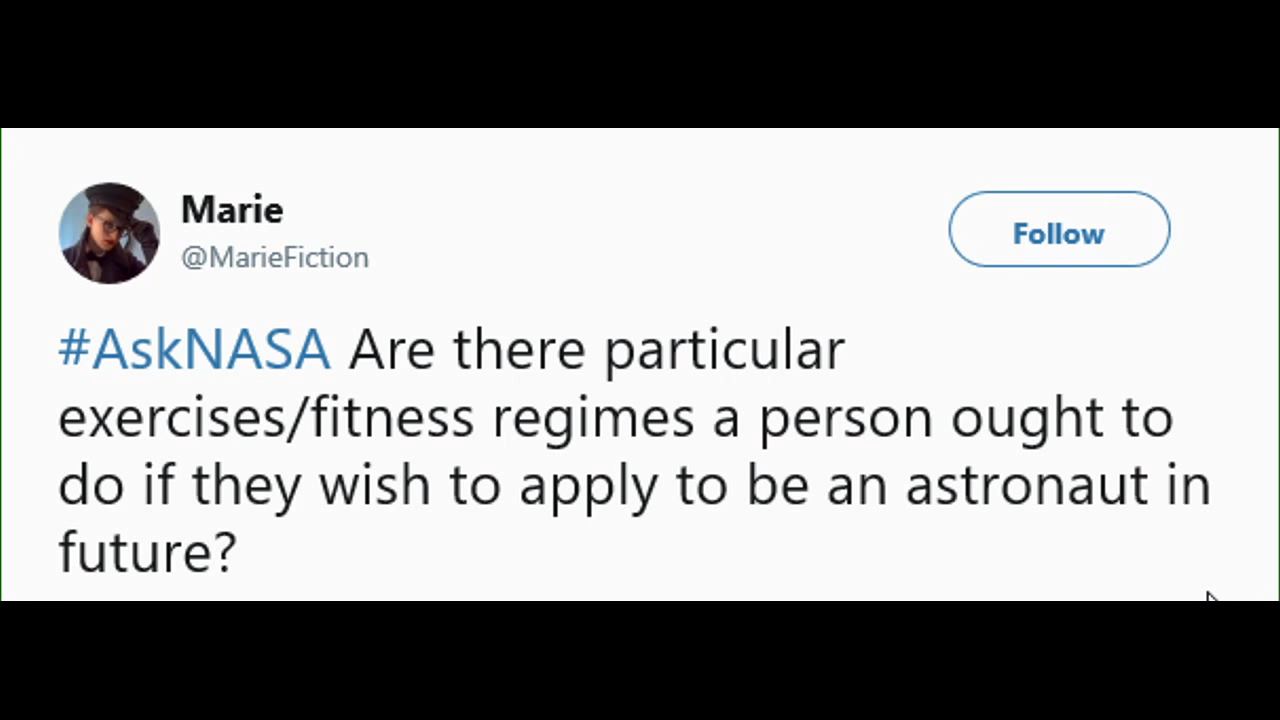 Marie
@MarieFiction
Follow
#AskNASA Are there particular
exercises/fitness regimes a person ought to
do if they wish to apply to be an astronaut in
future?